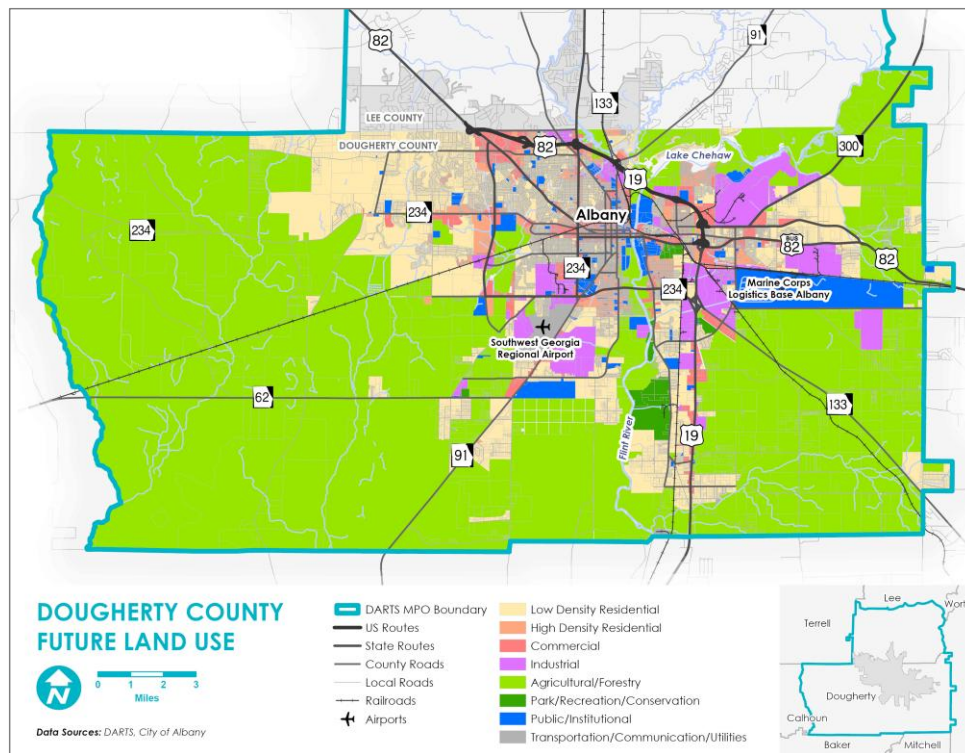 82
91
133
LEE COUNTY
DOUGHERTY COUNTY
82
Lake Chehaw
300
19
234
Albany
234
BUS
82
82
234
234
Marine Corps
Logistics Base Albany
Southwest Georgia
Regional Airport
62
133
Flint River
19
91
DOUGHERTY COUNTY
FUTURE LAND USE
N
0 1 2 3
Miles
Data Sources: DARTS, City of Albany
DARTS MPO Boundary
US Routes
State Routes
County Roads
Local Roads
Railroads
Airports
Low Density Residential
High Density Residential
Commercial
Industrial
Agricultural/Forestry
Park/Recreation/Conservation
Public/Institutional
Transportation/Communication/Utilities
Lee
Wort
Terrell
Dougherty
Calhoun
Baker
Mitchell